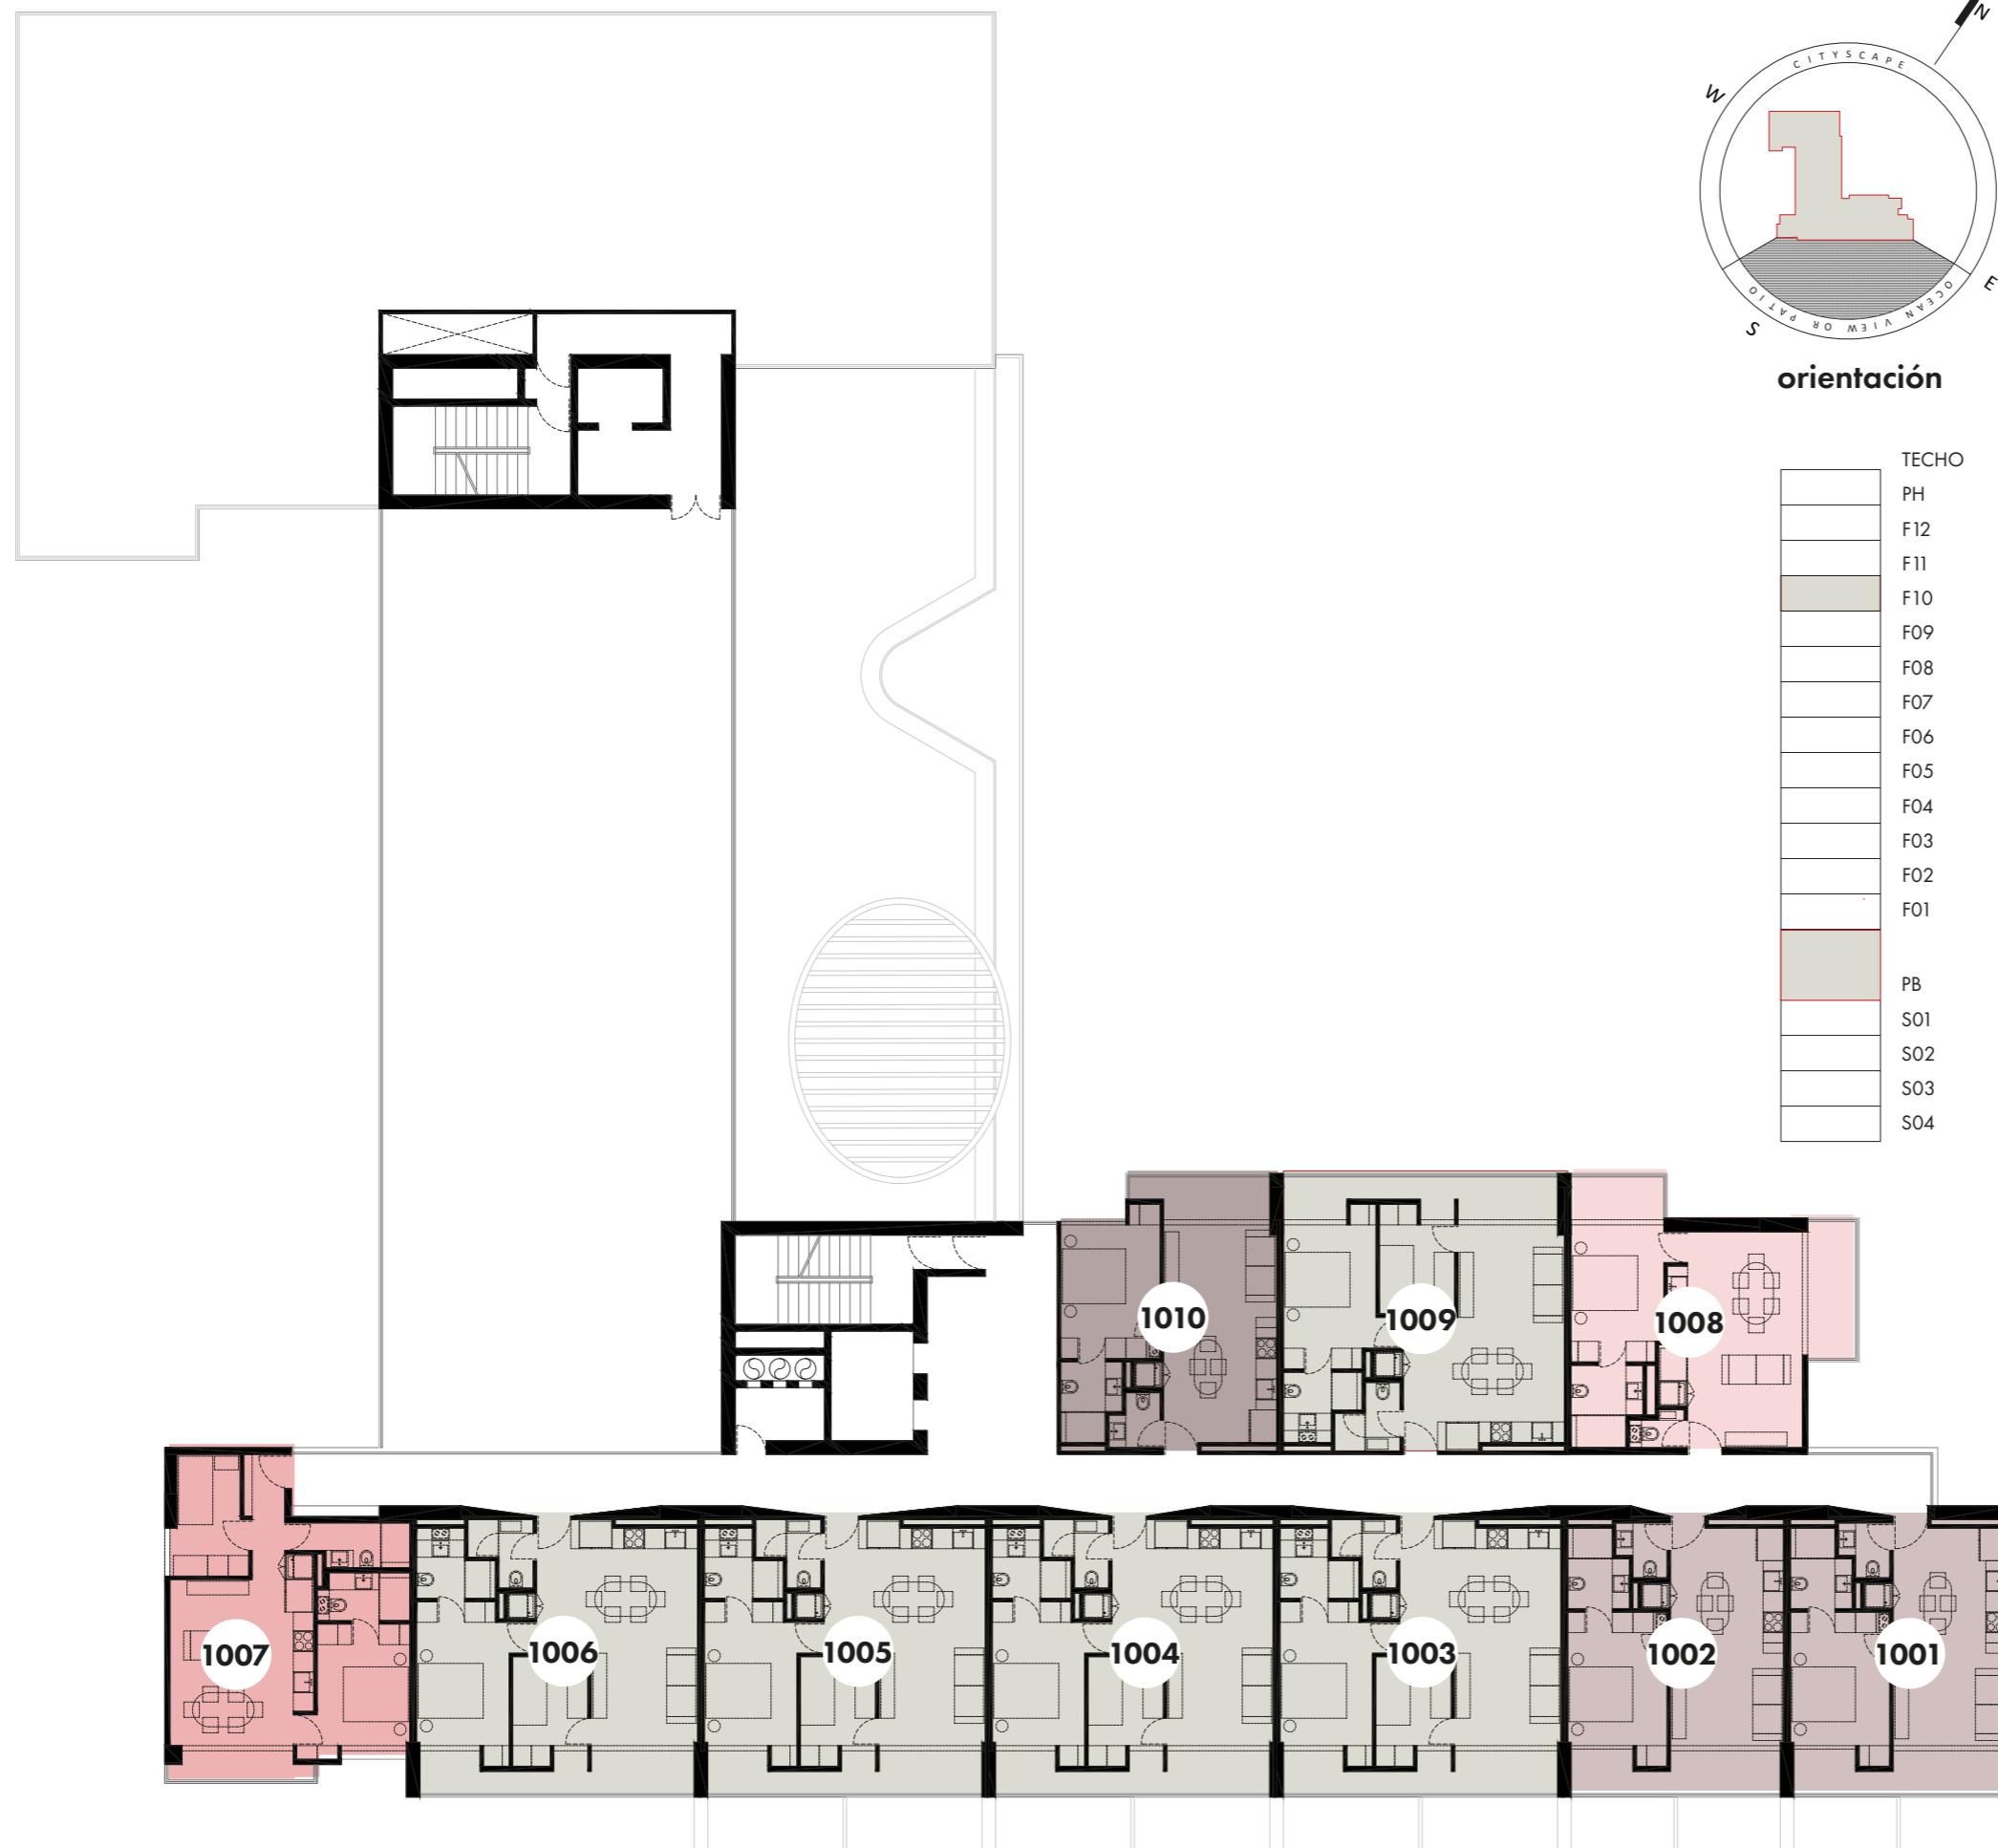 N
CITYSCAPE
W
E
S
OCEAN VIEW OR PATIO
orientación
TECHO
PH
F12
F11
F10
F09
F08
F07
F06
F05
F04
F03
F02
F01
PB
S01
S02
S03
S04
1010
1009
1008
1007
1006
1005
1004
1003
1002
1001